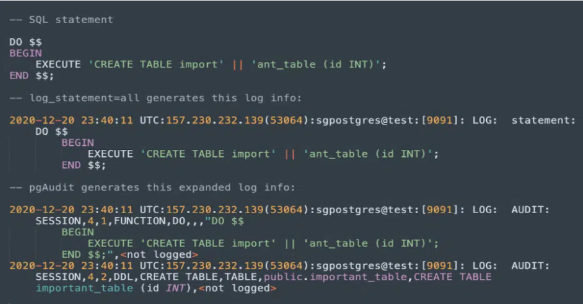 -- SQL statement
DO $$
BEGIN
EXECUTE 'CREATE TABLE import' || 'ant_table (id INT)';
END $$;
-- log_statement=all generates this log info:
2020-12-20 23:40:11 UTC:157.230.232.139(53064):sgpostgres@test:[9091]: LOG: statement:
DO $$
BEGIN
EXECUTE 'CREATE TABLE import' || 'ant_table (id INT)';
END $$;
-- pgAudit generates this expanded log info:
2020-12-20 23:40:11 UTC:157.230.232.139(53064):sgpostgres@test:[9091]: LOG: AUDIT:
SESSION,4,1,FUNCTION,DO,,,"DO $$
BEGIN
EXECUTE 'CREATE TABLE import' || 'ant_table (id INT)';
END $$;",<not logged>
2020-12-20 23:40:11 UTC:157.230.232.139(53064):sgpostgres@test:[9091]: LOG: AUDIT:
SESSION,4,2,DDL,CREATE TABLE,TABLE,public.important_table,CREATE TABLE
important_table (id INT),<not logged>